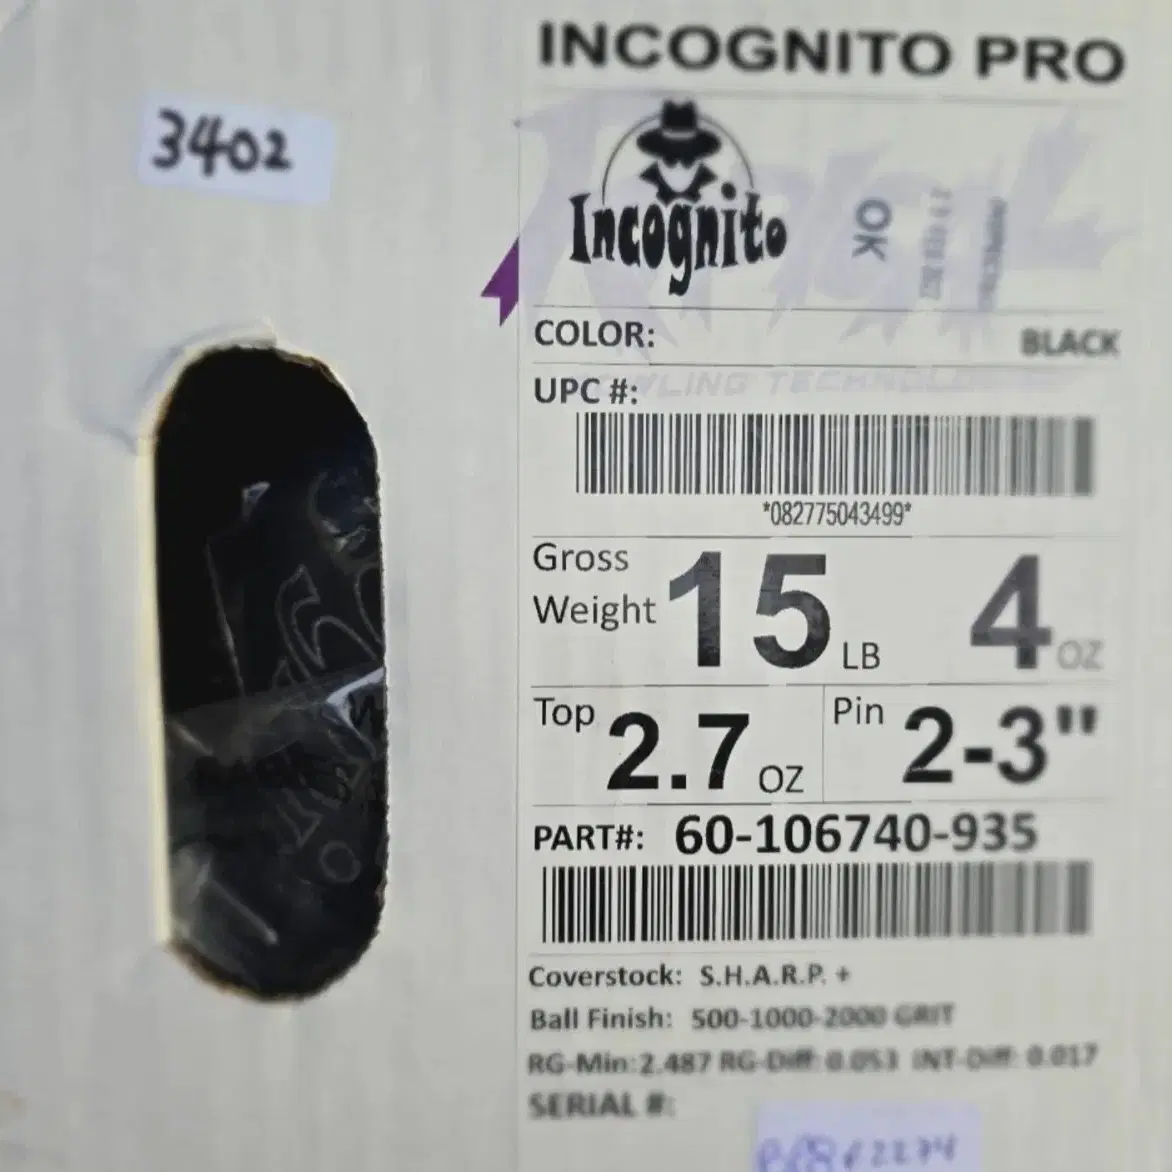 INCOGNITO PRO
3402
Incognito
OK
COLOR: BLACK
UPC #:
*082775043499*
Gross Weight 15 LB 4 OZ
Top 2.7 OZ Pin 2-3"
PART#: 60-106740-935
Coverstock: S.H.A.R.P. +
Ball Finish: 500-1000-2000 GRIT
RG-Min:2.487 RG-Diff: 0.053 INT-Diff: 0.017
SERIAL #: